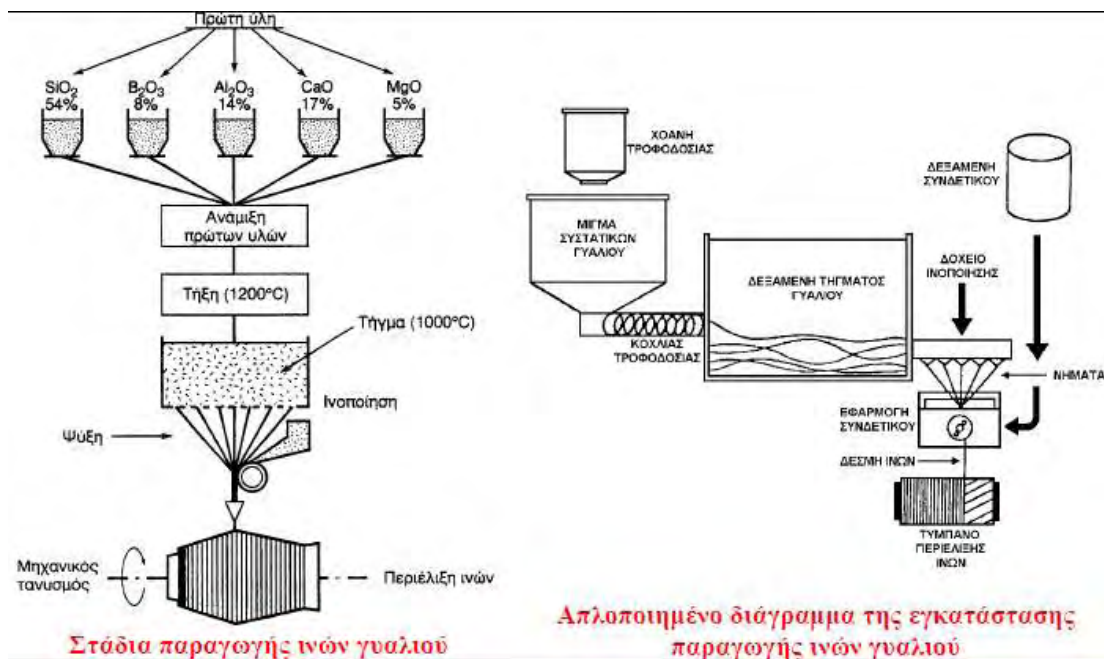 Πρώτη ύλη
SiO₂ B₂O₃ Al₂O₃ CaO MgO
54% 8% 14% 17% 5%
Ανάμιξη
πρώτων υλών
Τήξη (1200°C)
Τήγμα (1000°C)
Ινοποίηση
Ψύξη
Μηχανικός
τανυσμός
Περιέλιξη ινών
Στάδια παραγωγής ινών γυαλιού
ΧΟΑΝΗ
ΤΡΟΦΟΔΟΣΙΑΣ
ΜΙΓΜΑ
ΣΥΣΤΑΤΙΚΩΝ
ΓΥΑΛΙΟΥ
ΚΟΧΛΙΑΣ
ΤΡΟΦΟΔΟΣΙΑΣ
ΔΕΞΑΜΕΝΗ ΤΗΓΜΑΤΟΣ
ΓΥΑΛΙΟΥ
ΔΕΞΑΜΕΝΗ
ΣΥΝΔΕΤΙΚΟΥ
ΔΟΧΕΙΟ
ΙΝΟΠΟΙΗΣΗΣ
ΝΗΜΑΤΑ
ΕΦΑΡΜΟΓΗ
ΣΥΝΔΕΤΙΚΟΥ
ΔΕΣΜΗ ΙΝΩΝ
ΤΥΜΠΑΝΟ
ΠΕΡΙΕΛΙΞΗΣ
ΙΝΩΝ
Απλοποιημένο διάγραμμα της εγκατάστασης
παραγωγής ινών γυαλιού